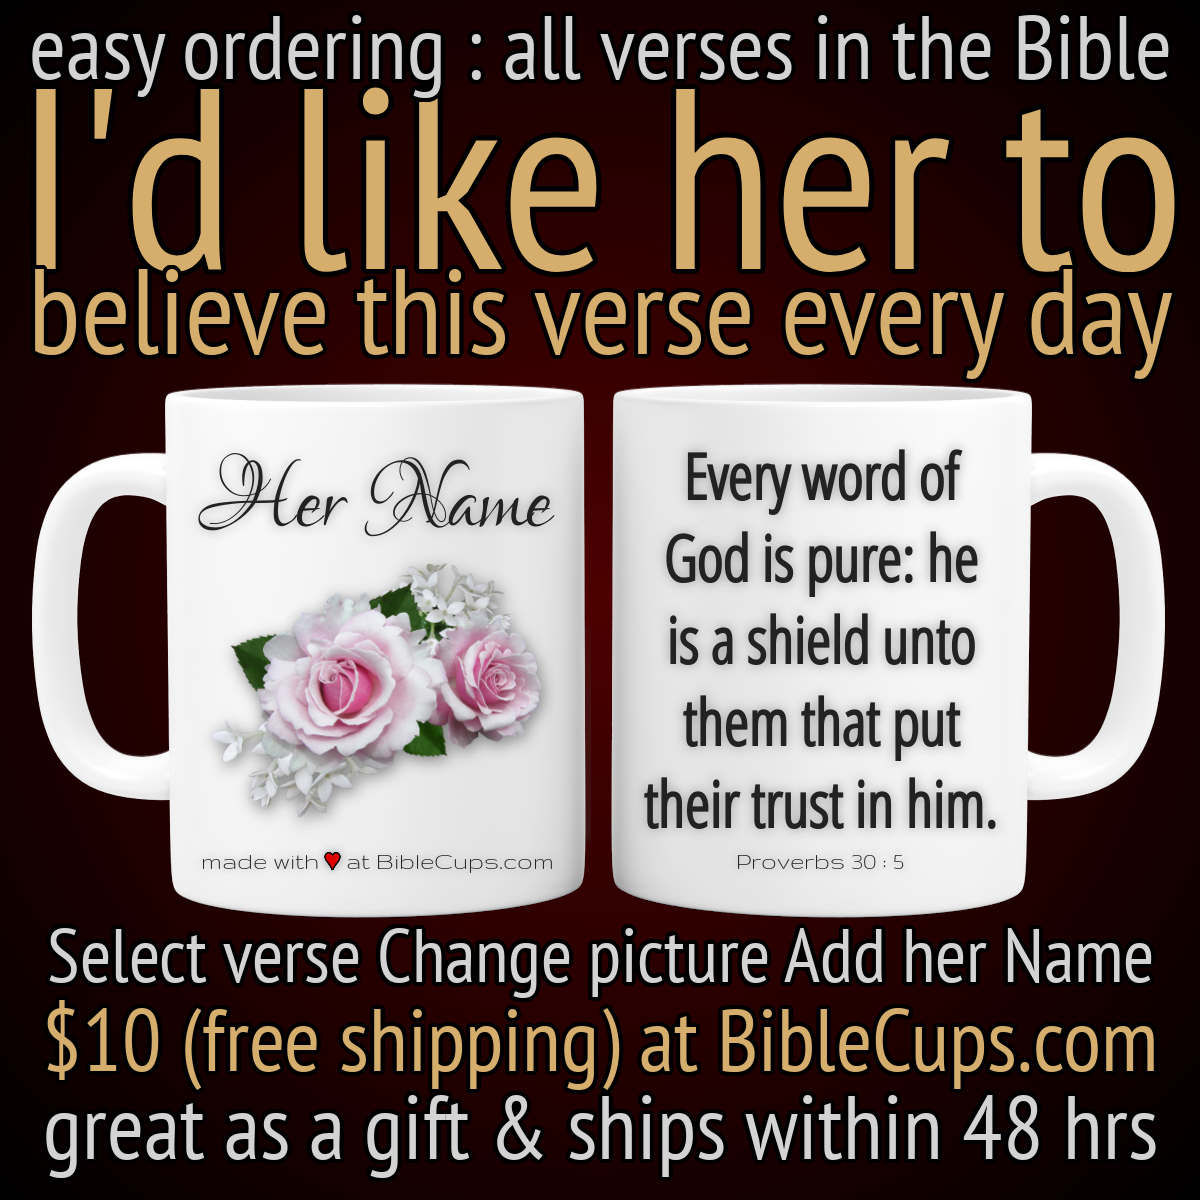 easy ordering : all verses in the Bible
I'd like her to
believe this verse every day
Her Name
made with ♥ at BibleCups.com
Every word of
God is pure: he
is a shield unto
them that put
their trust in him.
Proverbs 30 : 5
Select verse Change picture Add her Name
$10 (free shipping) at BibleCups.com
great as a gift & ships within 48 hrs